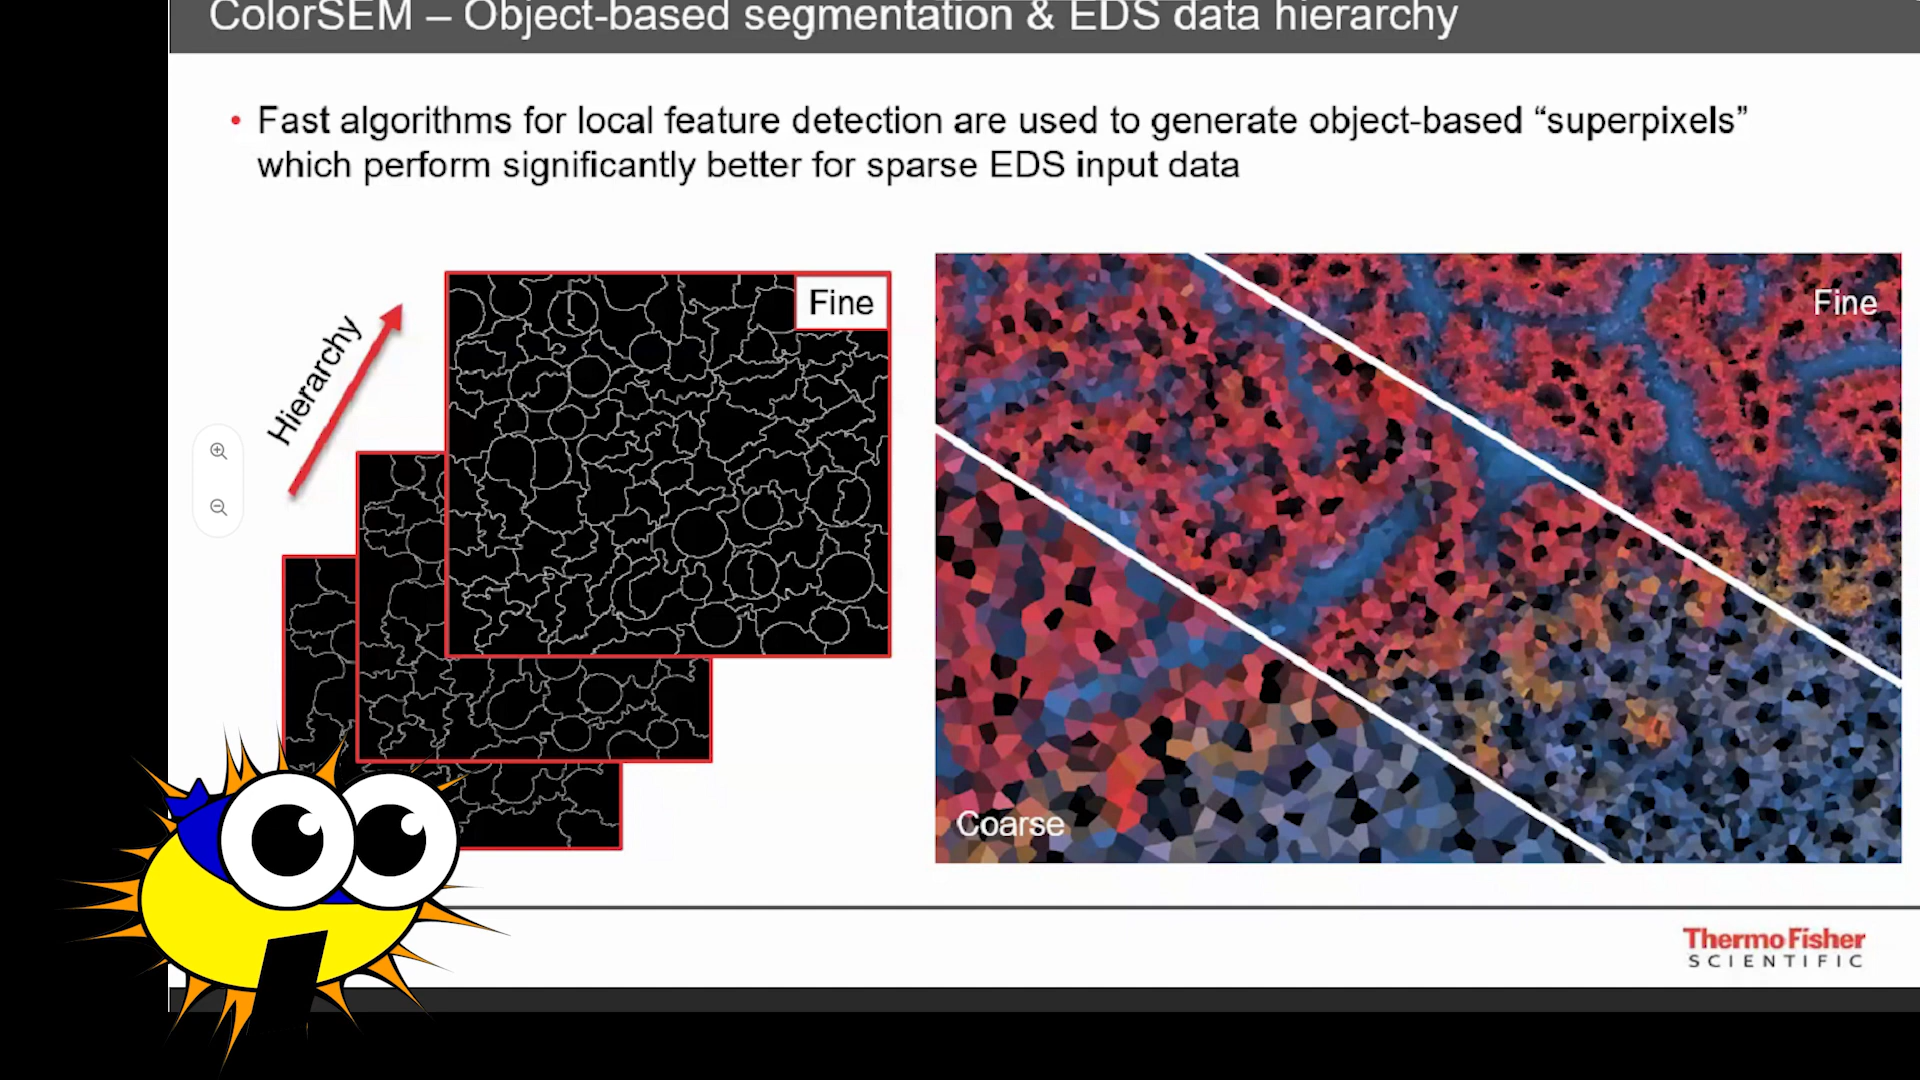 ColorSEM – Object-based segmentation & EDS data hierarchy
• Fast algorithms for local feature detection are used to generate object-based “superpixels”
which perform significantly better for sparse EDS input data
Hierarchy
Fine
Fine
Coarse
ThermoFisher
SCIENTIFIC